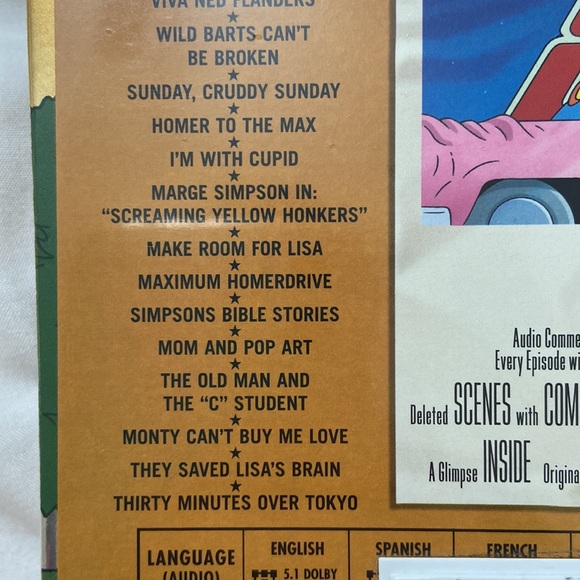 VIVA NED FLANDERS
★
WILD BARTS CAN'T
BE BROKEN
★
SUNDAY, CRUDDY SUNDAY
★
HOMER TO THE MAX
★
I'M WITH CUPID
★
MARGE SIMPSON IN:
"SCREAMING YELLOW HONKERS"
★
MAKE ROOM FOR LISA
★
MAXIMUM HOMERDRIVE
★
SIMPSONS BIBLE STORIES
★
MOM AND POP ART
★
THE OLD MAN AND
THE "C" STUDENT
★
MONTY CAN'T BUY ME LOVE
★
THEY SAVED LISA'S BRAIN
★
THIRTY MINUTES OVER TOKYO
Audio Comme
Every Episode wi
Deleted SCENES with COM
A Glimpse INSIDE Origina
LANGUAGE
(AUDIO)
ENGLISH
5.1 DOLBY
SPANISH
FRENCH